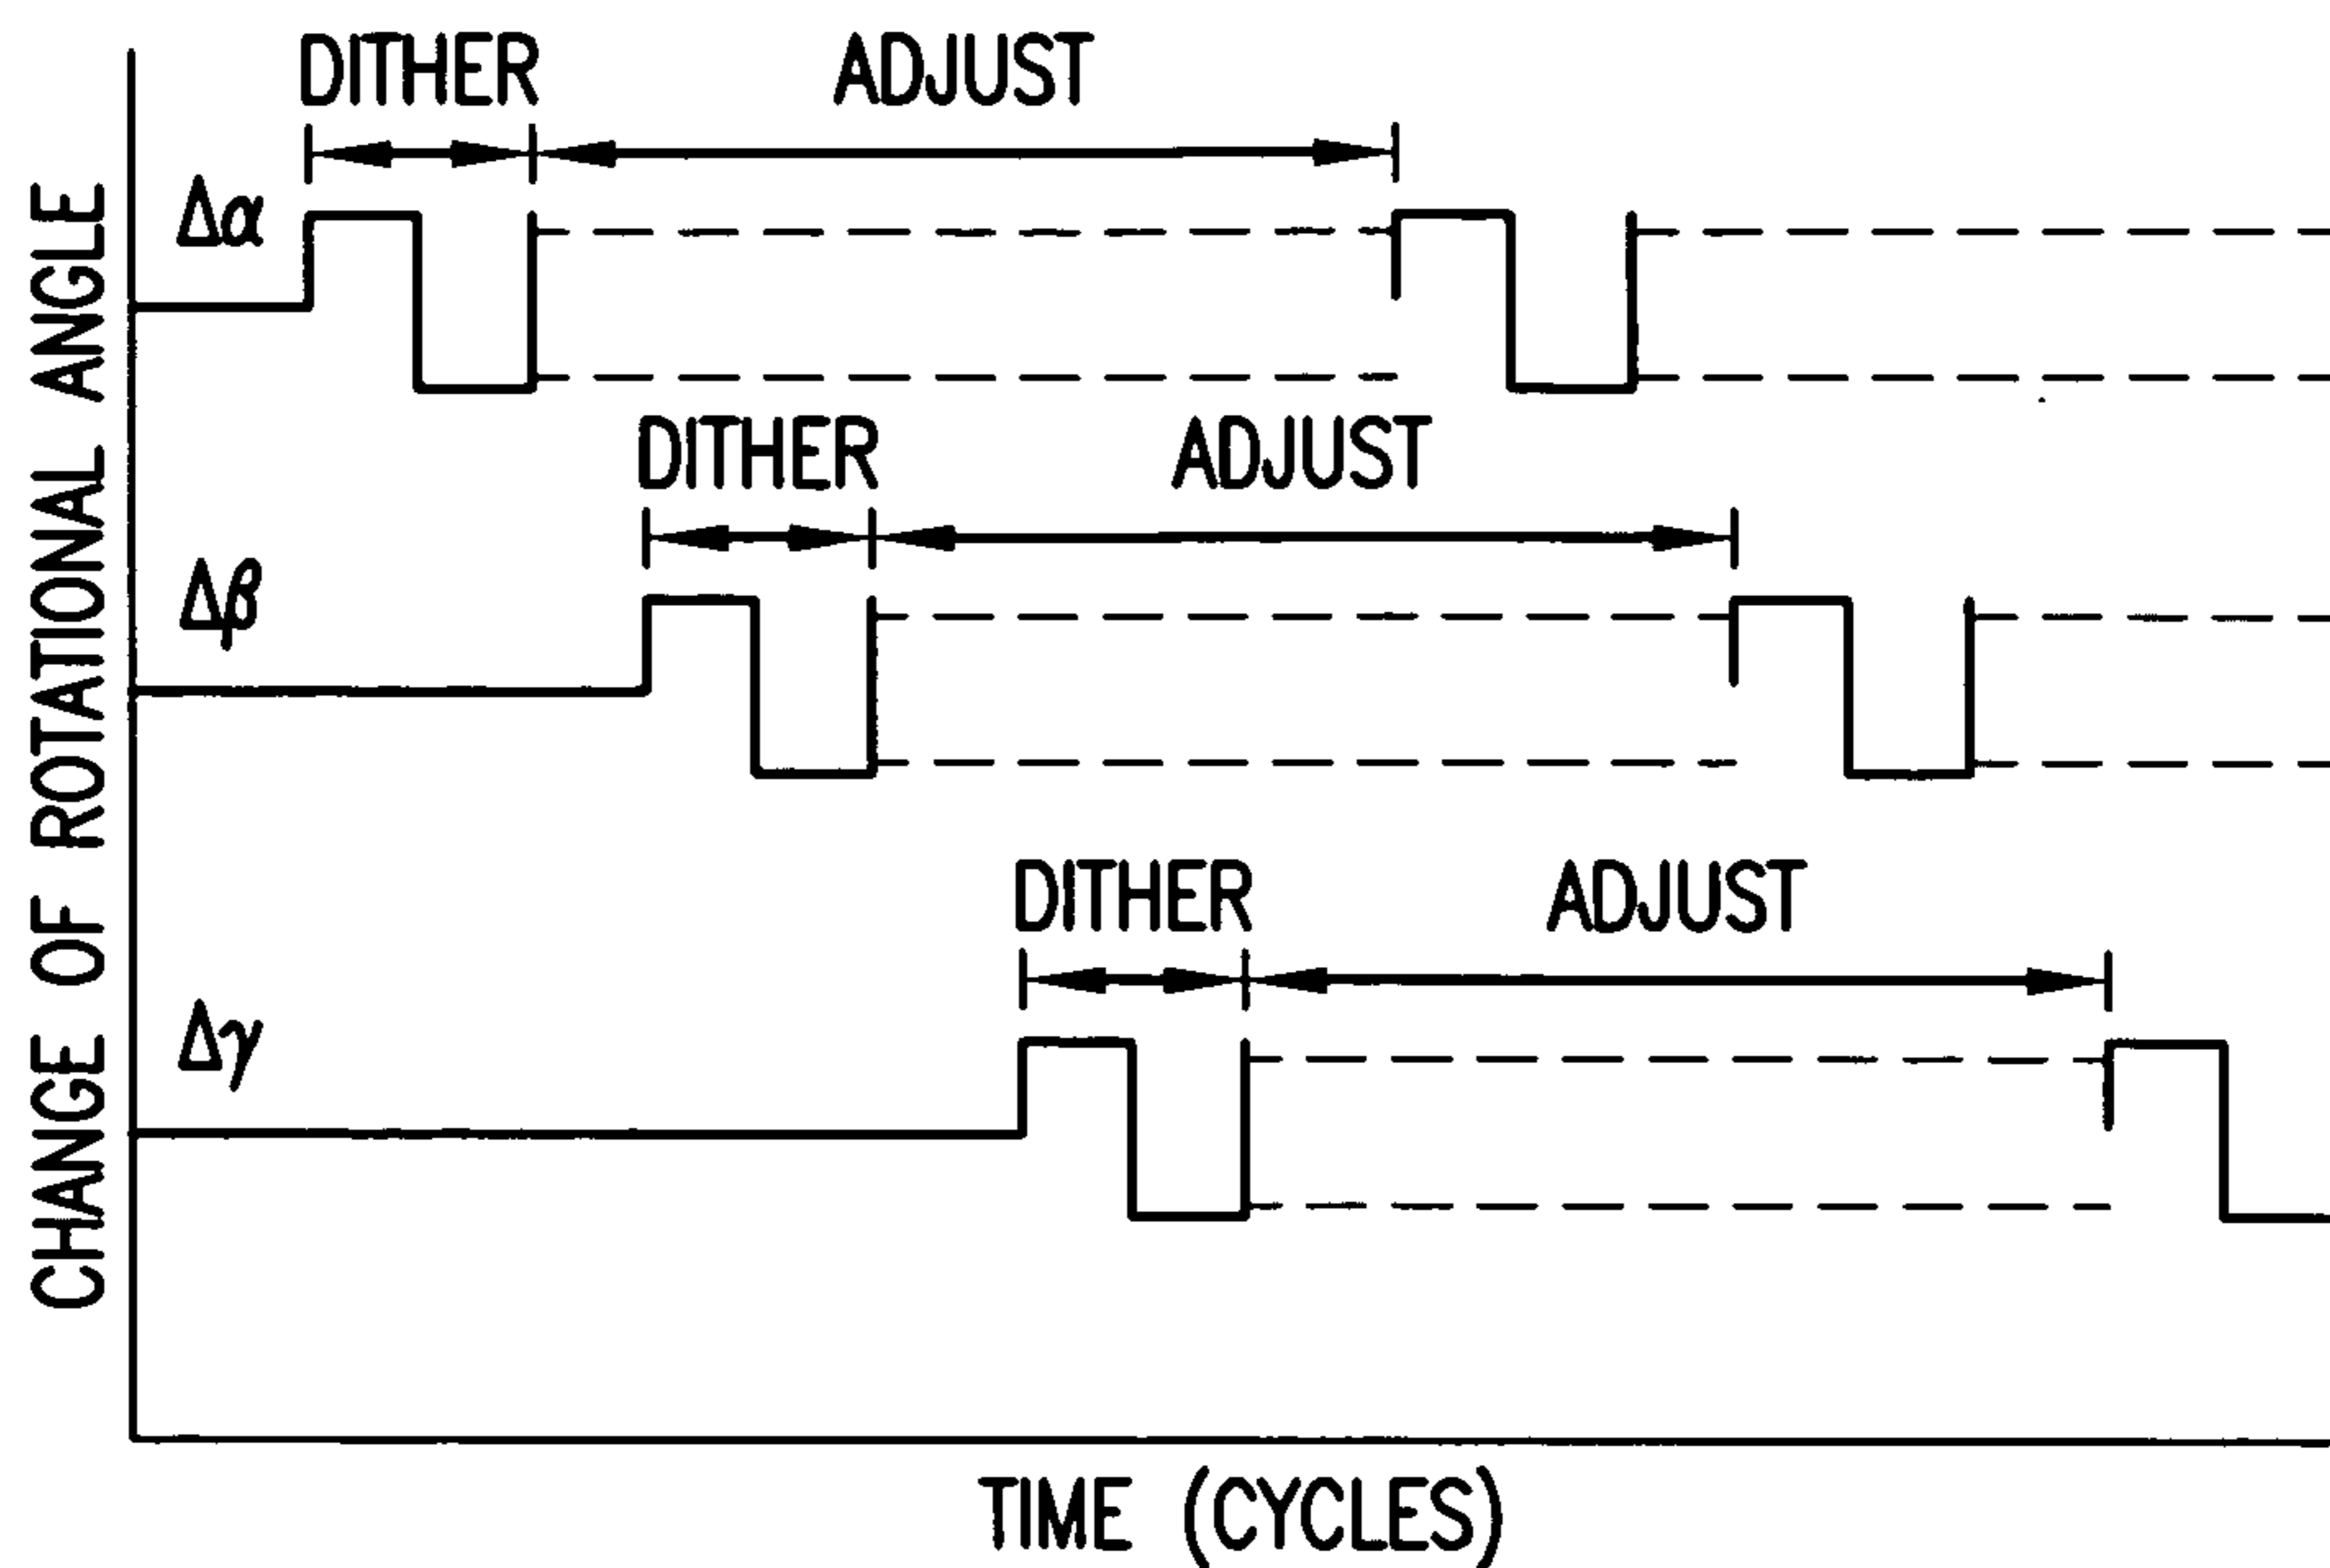 CHANGE OF ROTATIONAL ANGLE
DITHER ADJUST
Δα
DITHER ADJUST
Δβ
DITHER ADJUST
Δγ
TIME (CYCLES)